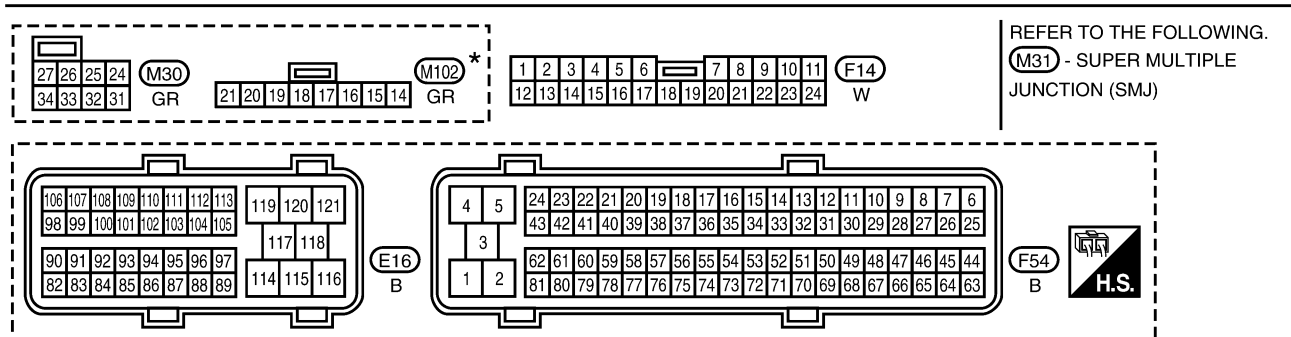 27 26 25 24
34 33 32 31
M30
GR
21 20 19 18 17 16 15 14
M102 *
GR
1 2 3 4 5 6 7 8 9 10 11
12 13 14 15 16 17 18 19 20 21 22 23 24
F14
W
REFER TO THE FOLLOWING.
M31 - SUPER MULTIPLE
JUNCTION (SMJ)
106 107 108 109 110 111 112 113
98 99 100 101 102 103 104 105
90 91 92 93 94 95 96 97
82 83 84 85 86 87 88 89
119 120 121
117 118
114 115 116
E16
B
4 5
3
1 2
24 23 22 21 20 19 18 17 16 15 14 13 12 11 10 9 8 7 6
43 42 41 40 39 38 37 36 35 34 33 32 31 30 29 28 27 26 25
62 61 60 59 58 57 56 55 54 53 52 51 50 49 48 47 46 45 44
81 80 79 78 77 76 75 74 73 72 71 70 69 68 67 66 65 64 63
F54
B
H.S.